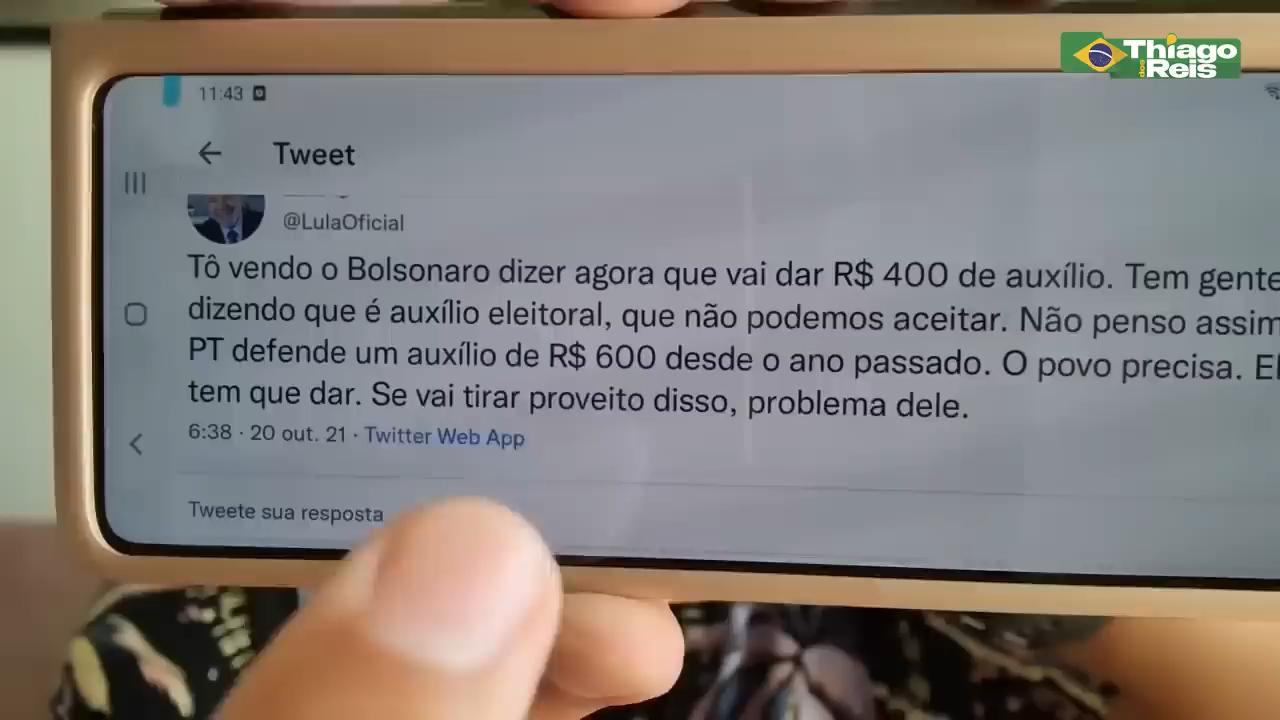 Thiago
dos Reis
11:43
Tweet
@LulaOficial
Tô vendo o Bolsonaro dizer agora que vai dar R$ 400 de auxílio. Tem gente
dizendo que é auxílio eleitoral, que não podemos aceitar. Não penso assim
PT defende um auxílio de R$ 600 desde o ano passado. O povo precisa.
tem que dar. Se vai tirar proveito disso, problema dele.
6:38 · 20 out. 21 · Twitter Web App
Tweete sua resposta